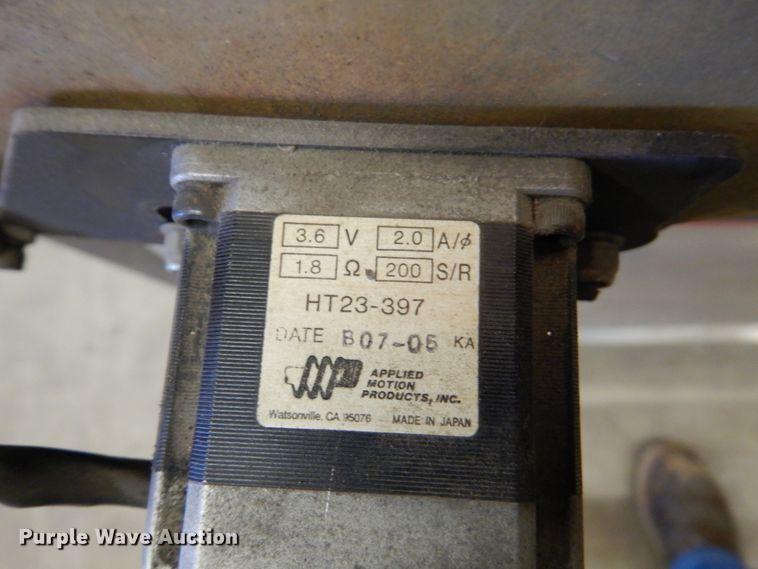 3.6 V 2.0 A/ϕ
1.8 Ω 200 S/R
HT23-397
DATE B07-05 KA
APPLIED
MOTION
PRODUCTS, INC.
Watsonville, CA 95076 MADE IN JAPAN
Purple Wave Auction